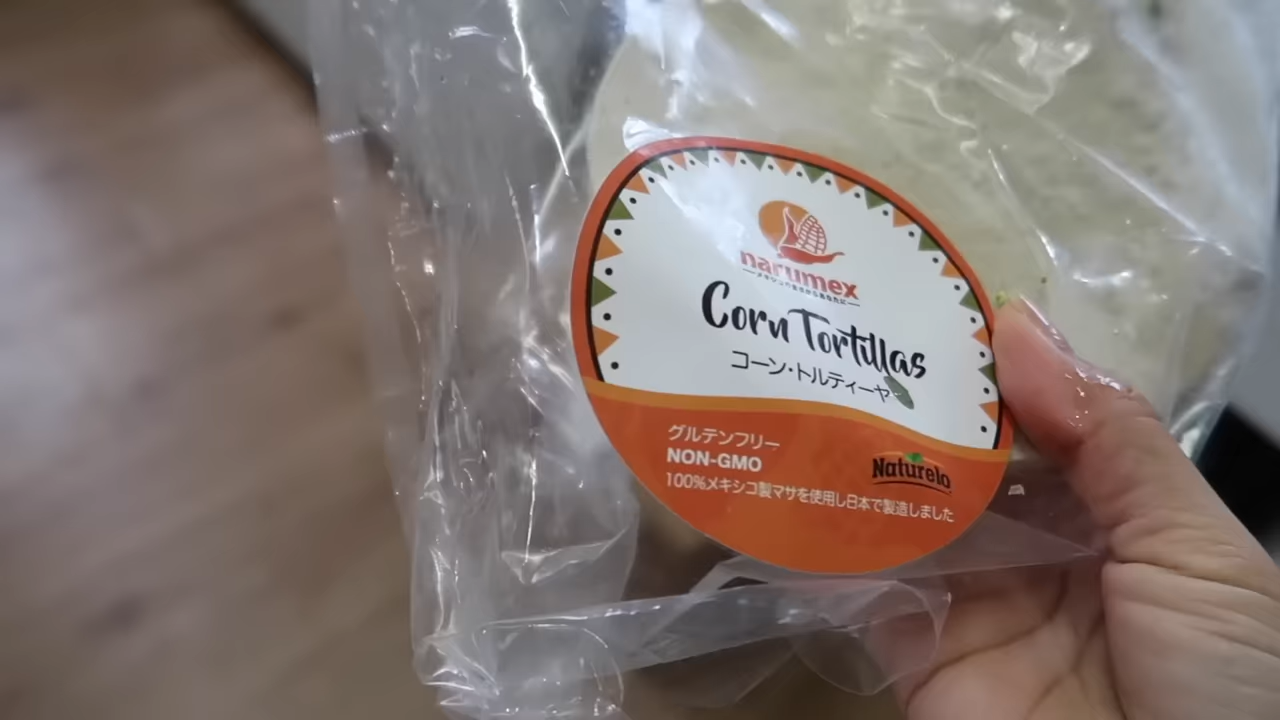 narumex
Corn Tortillas
コーン・トルティーヤ
グルテンフリー
NON-GMO
Naturelo
100%メキシコ製マサを使用し日本で製造しました